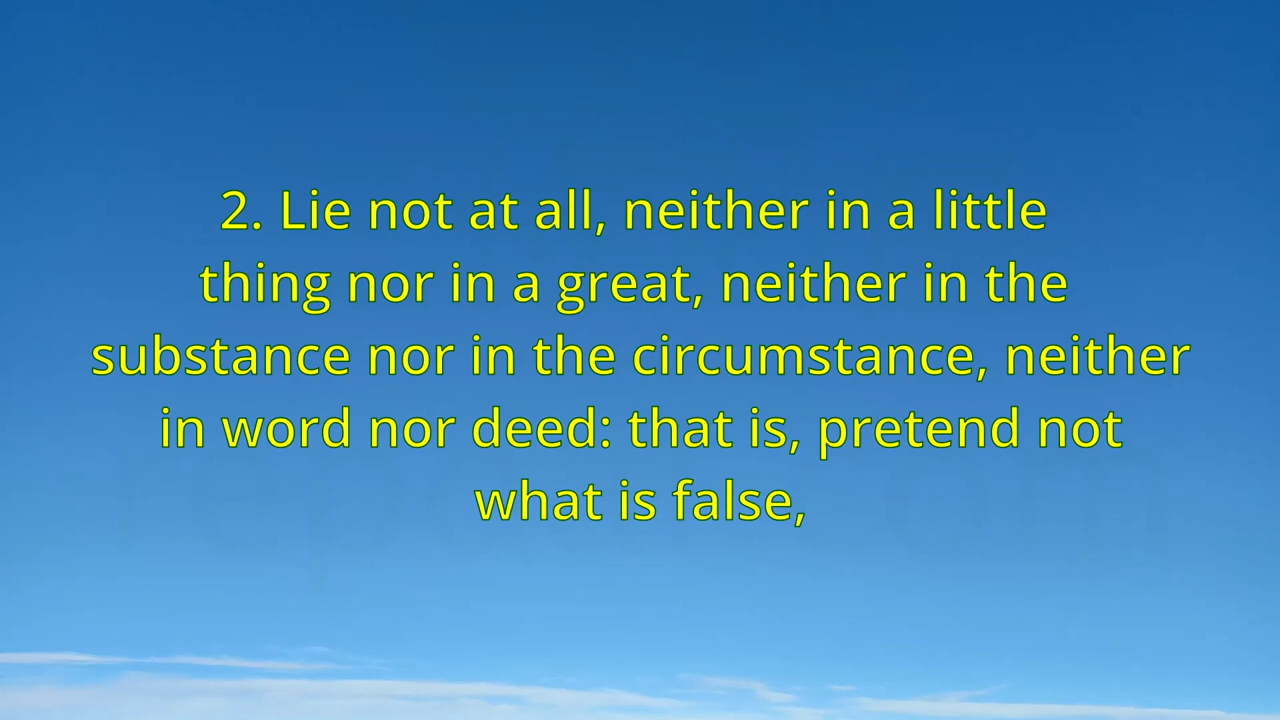 2. Lie not at all, neither in a little
thing nor in a great, neither in the
substance nor in the circumstance, neither
in word nor deed: that is, pretend not
what is false,